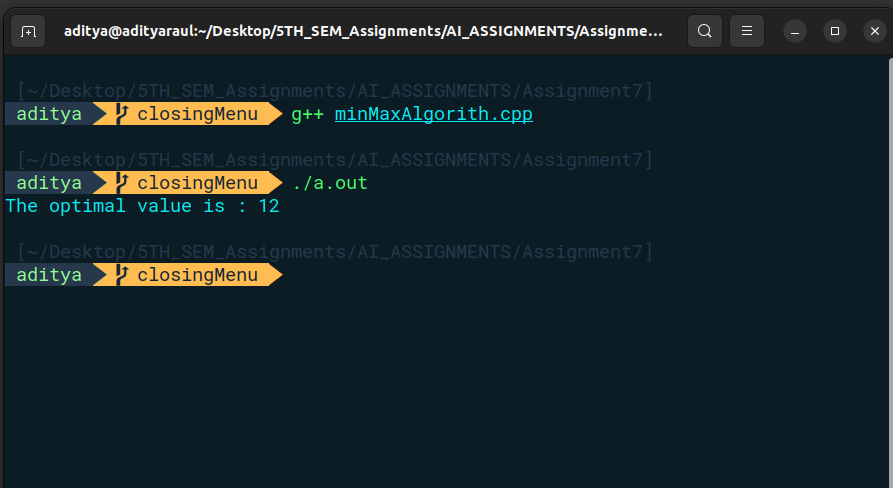 aditya@adityaraul:~/Desktop/5TH_SEM_Assignments/AI_ASSIGNMENTS/Assignme...
[~/Desktop/5TH_SEM_Assignments/AI_ASSIGNMENTS/Assignment7]
aditya closingMenu g++ minMaxAlgorith.cpp
[~/Desktop/5TH_SEM_Assignments/AI_ASSIGNMENTS/Assignment7]
aditya closingMenu ./a.out
The optimal value is : 12
[~/Desktop/5TH_SEM_Assignments/AI_ASSIGNMENTS/Assignment7]
aditya closingMenu